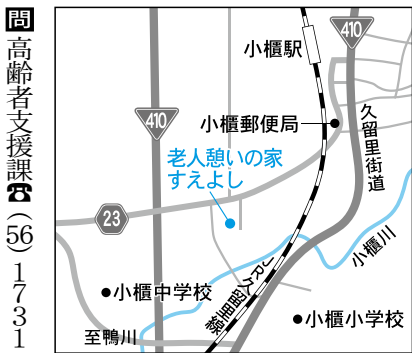 問 高齢者支援課☎(56)1731
410
小櫃駅
410
小櫃郵便局
久留里街道
老人憩いの家
すえよし
23
JR久留里線
小櫃川
小櫃中学校
小櫃小学校
至鴨川